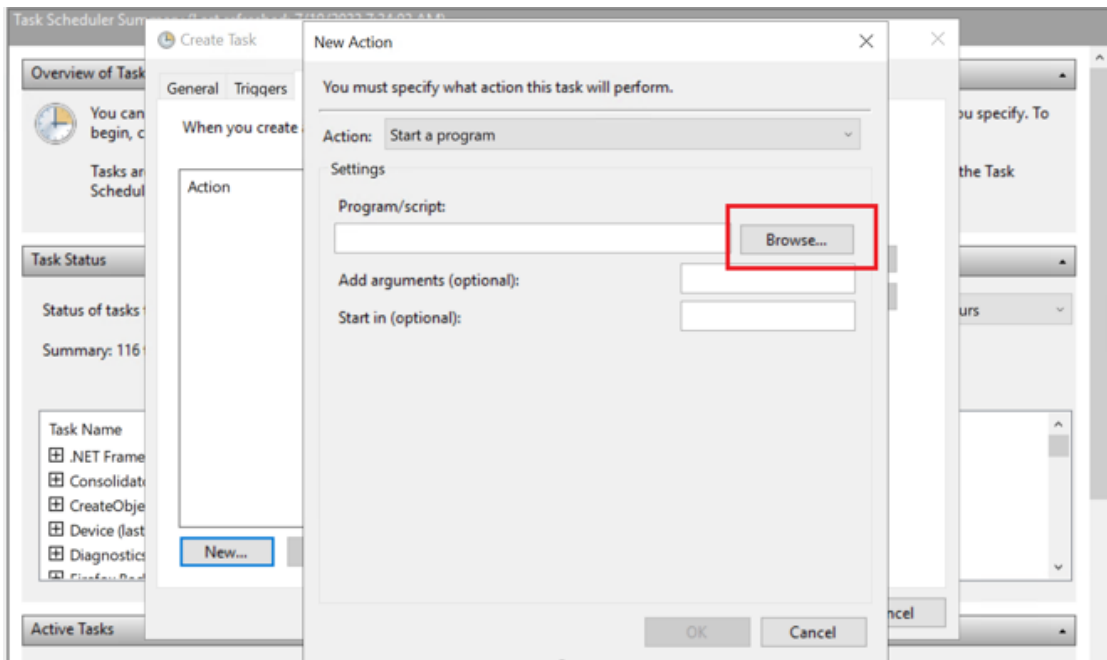 Task Scheduler Sum
Create Task
New Action
Overview of Task
General Triggers
You must specify what action this task will perform.
You can
ou specify. To
begin, c
When you create
Action: Start a program
Tasks ar
the Task
Schedul
Action
Settings
Program/script:
Browse...
Task Status
Add arguments (optional):
Status of tasks
Start in (optional):
urs
Summary: 116
Task Name
.NET Frame
Consolidat
CreateObje
Device (last
Diagnostics
New...
ncel
Active Tasks
OK Cancel